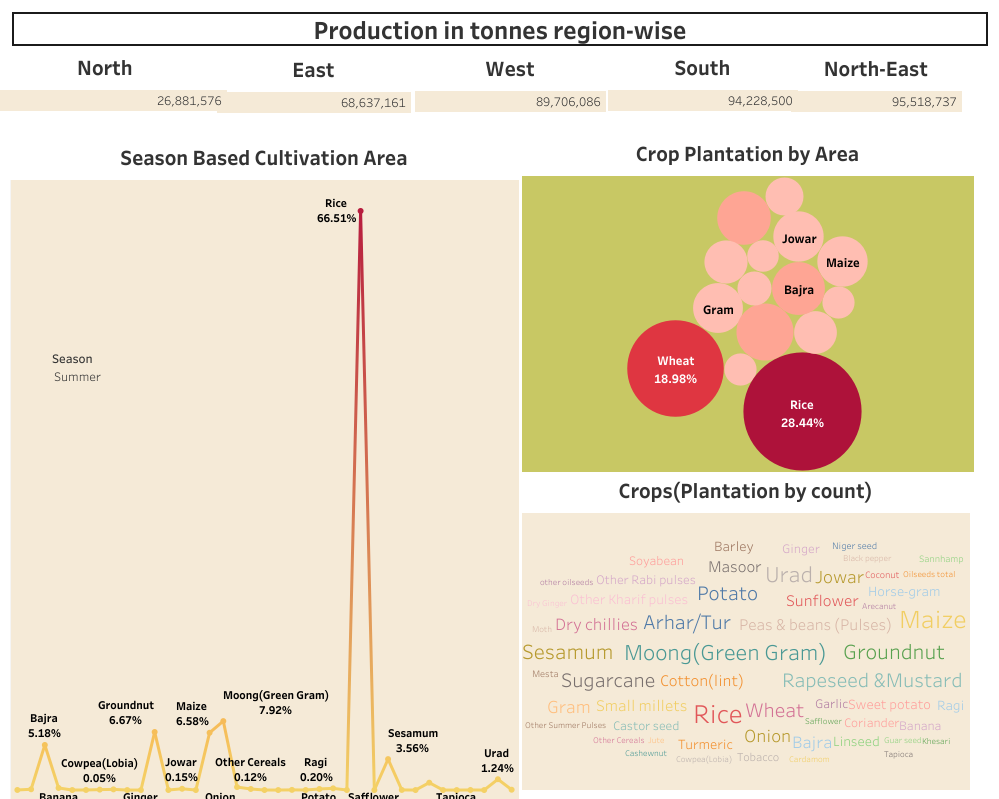 Production in tonnes region-wise
North
East
West
South
North-East
26,881,576
68,637,161
89,706,086
94,228,500
95,518,737
Season Based Cultivation Area
Rice
66.51%
Season
Summer
Bajra
5.18%
Groundnut
6.67%
Maize
6.58%
Moong(Green Gram)
7.92%
Cowpea(Lobia)
0.05%
Jowar
0.15%
Other Cereals
0.12%
Ragi
0.20%
Sesamum
3.56%
Urad
1.24%
Banana
Ginger
Onion
Potato
Safflower
Tapioca
Crop Plantation by Area
Jowar
Maize
Bajra
Gram
Wheat
18.98%
Rice
28.44%
Crops(Plantation by count)
Barley
Ginger
Niger seed
Soyabean
Black pepper
Sannhamp
Masoor
other oilseeds
Other Rabi pulses
Urad
Jowar
Coconut
Oilseeds total
Dry Ginger
Other Kharif pulses
Potato
Sunflower
Horse-gram
Arecanut
Moth
Dry chillies
Arhar/Tur
Peas & beans (Pulses)
Maize
Sesamum
Moong(Green Gram)
Groundnut
Mesta
Sugarcane
Cotton(lint)
Rapeseed &Mustard
Gram
Small millets
Rice
Wheat
Garlic
Sweet potato
Ragi
Other Summer Pulses
Castor seed
Safflower
Coriander
Banana
Other Cereals
Jute
Turmeric
Onion
Bajra
Linseed
Guar seed
Khesari
Cashewnut
Cowpea(Lobia)
Tobacco
Cardamom
Tapioca